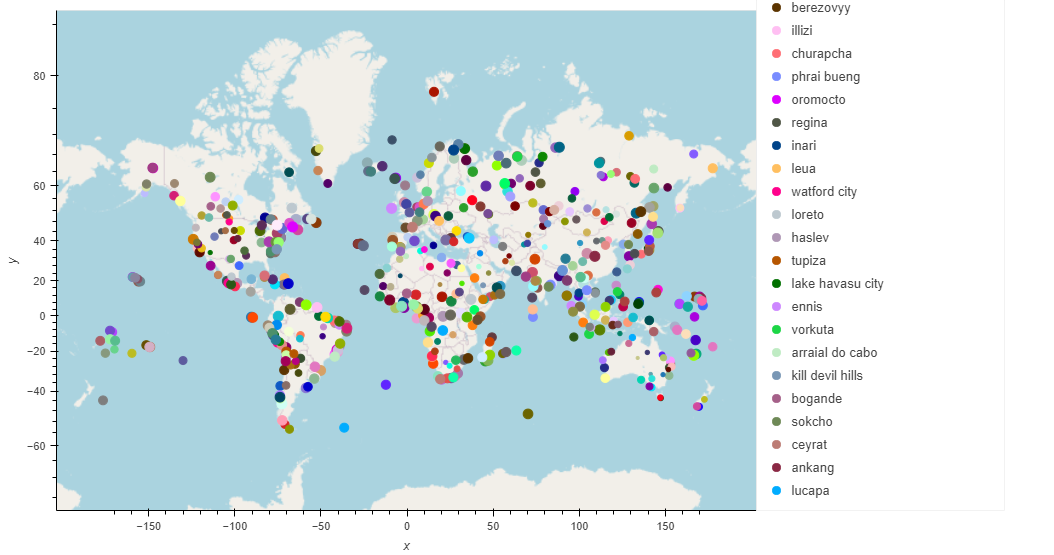 berezovyy
illizi
churapcha
phrai bueng
oromocto
regina
inari
leua
watford city
loreto
haslev
tupiza
lake havasu city
ennis
vorkuta
arraial do cabo
kill devil hills
bogande
sokcho
ceyrat
ankang
lucapa
80
60
40
20
0
−20
−40
−60
y
−150
−100
−50
0
50
100
150
x